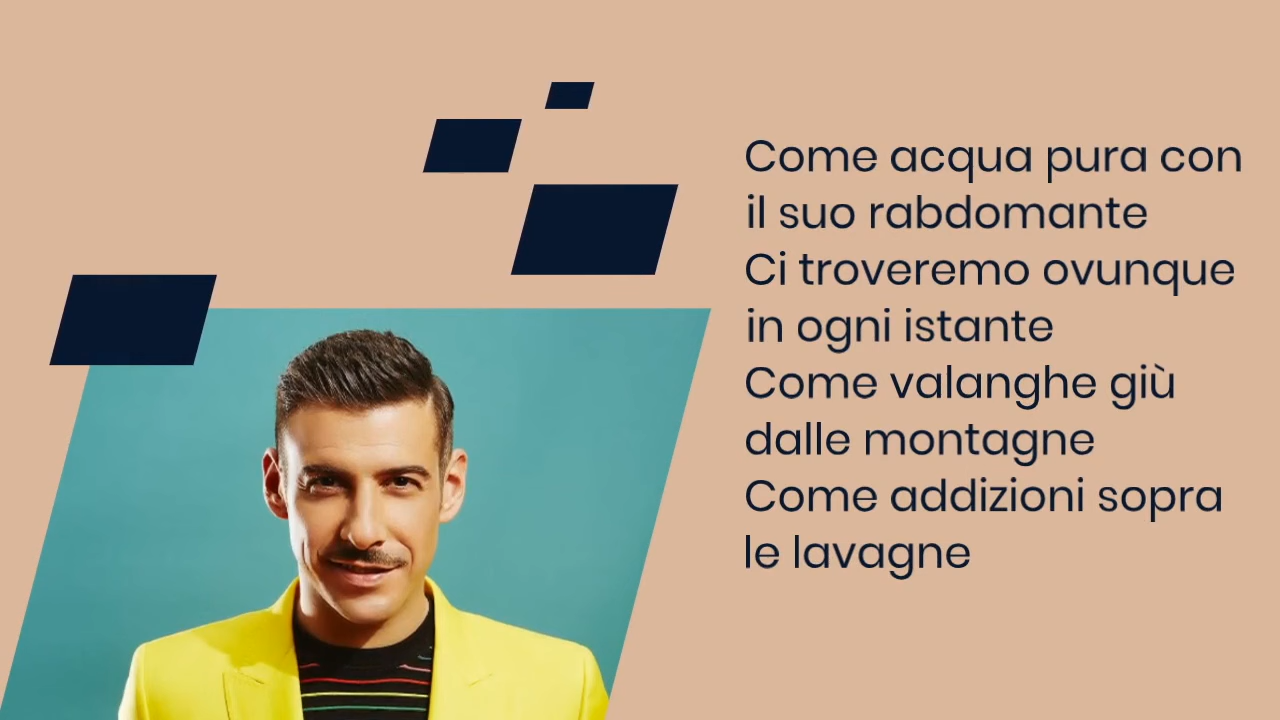 Come acqua pura con
il suo rabdomante
Ci troveremo ovunque
in ogni istante
Come valanghe giù
dalle montagne
Come addizioni sopra
le lavagne